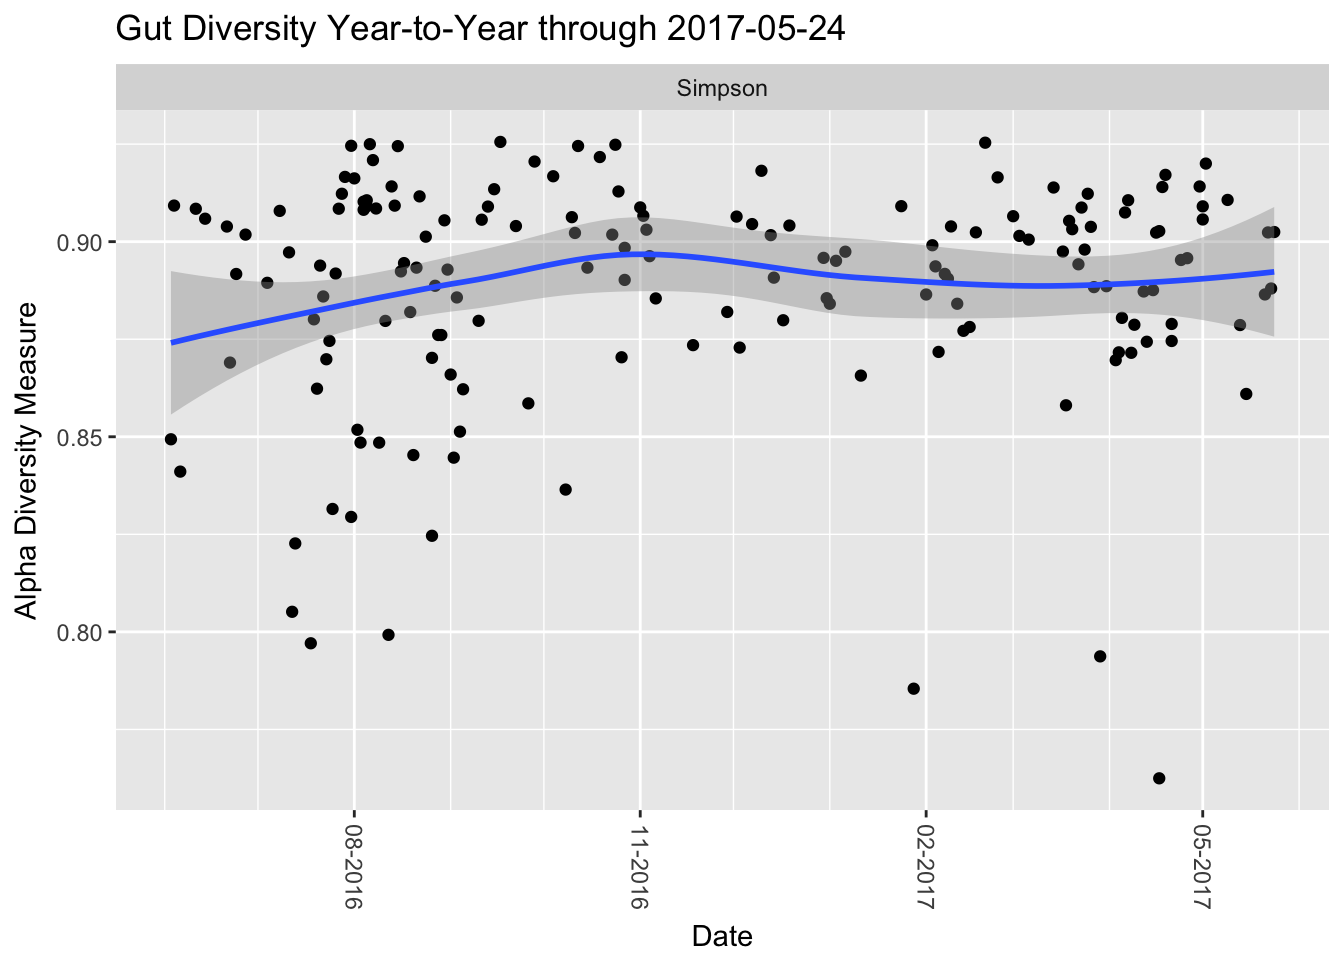 Gut Diversity Year-to-Year through 2017-05-24
Simpson
Alpha Diversity Measure
0.90
0.85
0.80
08-2016
11-2016
02-2017
05-2017
Date